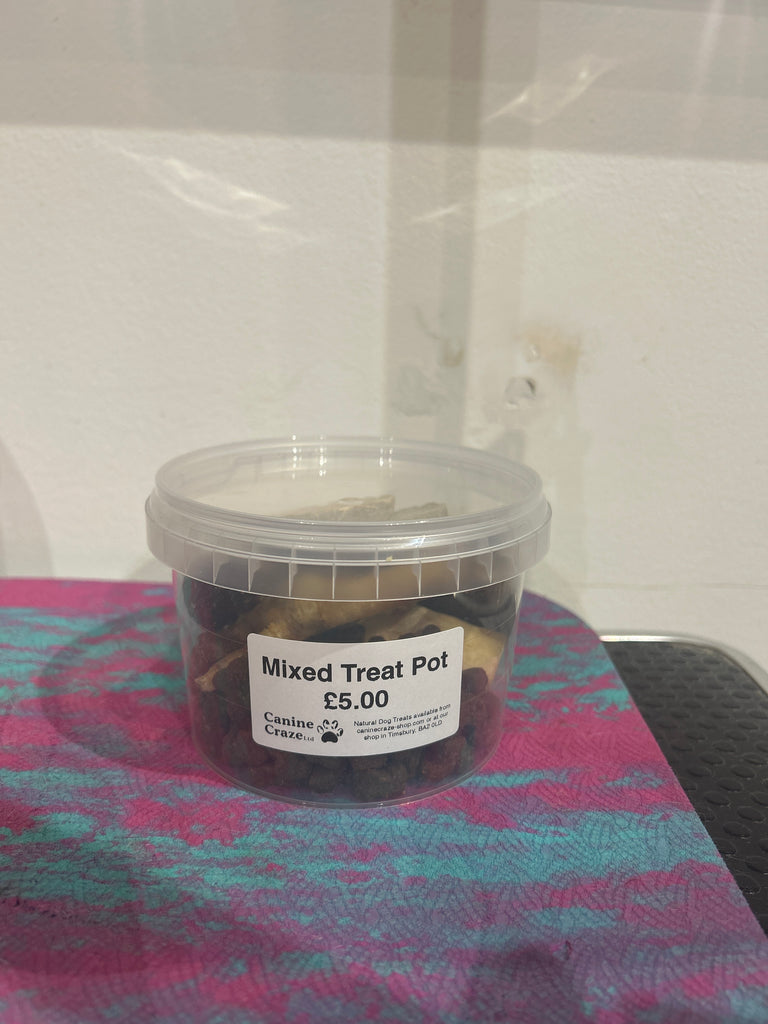 Mixed Treat Pot
£5.00
Canine
Craze Ltd
Natural Dog Treats available from
caninecraze-shop.com or at our
shop in Timsbury, BA2 0LD